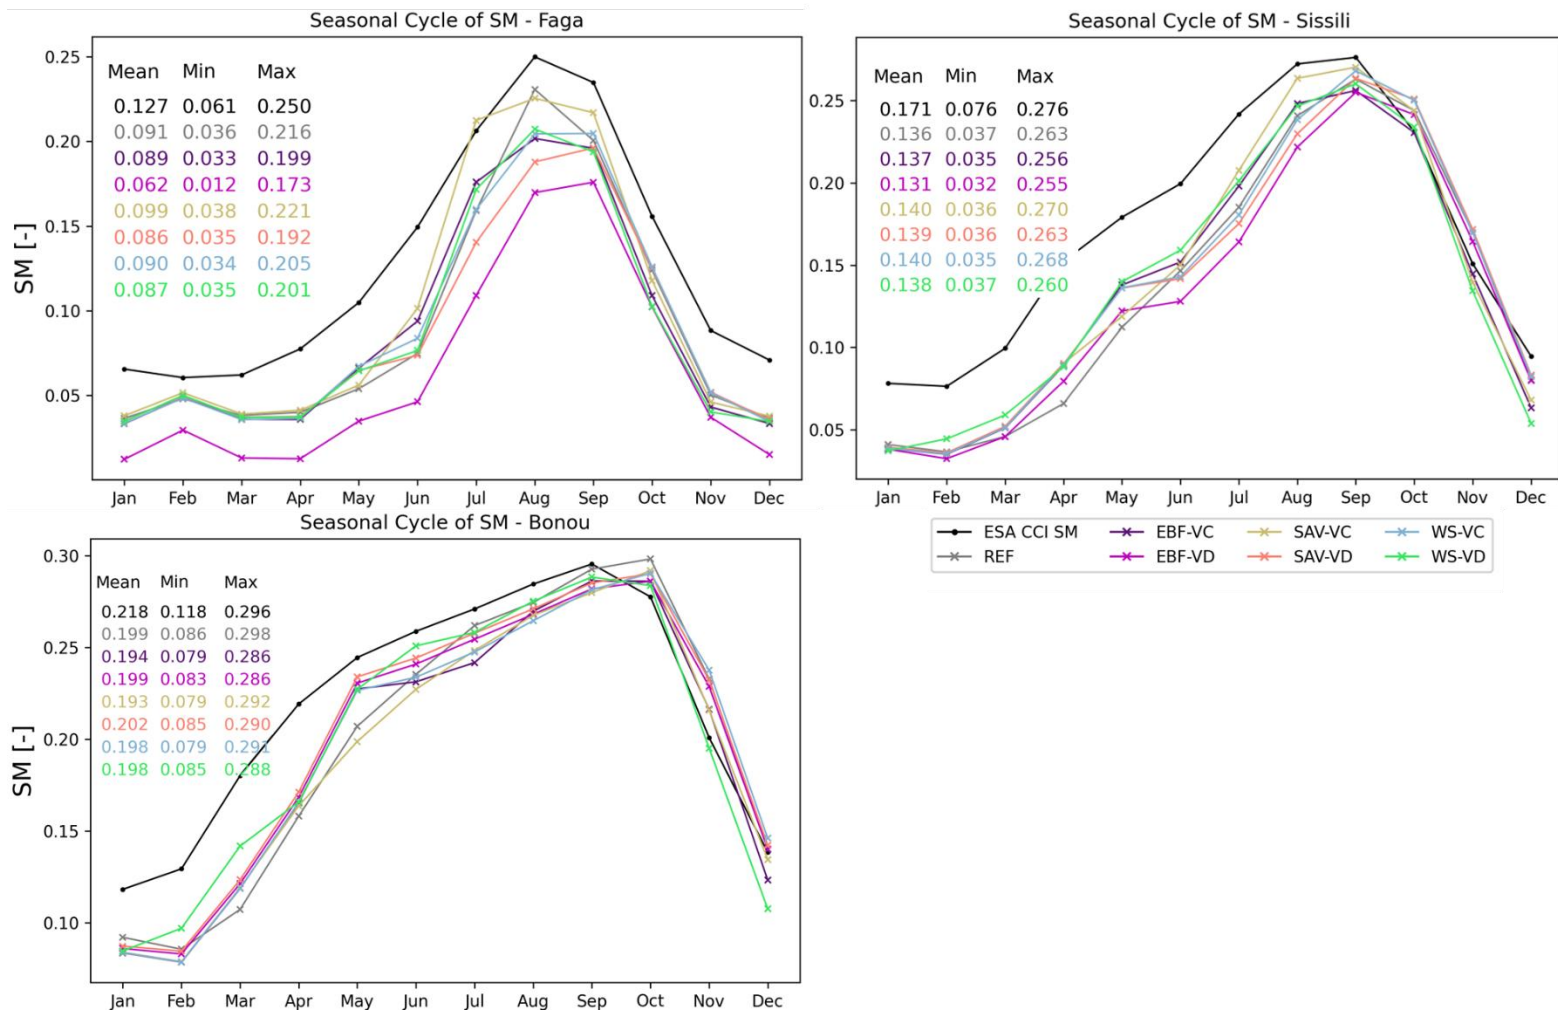 Seasonal Cycle of SM - Faga
SM [-]
0.25
0.20
0.15
0.10
0.05
Mean Min Max
0.127 0.061 0.250
0.091 0.036 0.216
0.089 0.033 0.199
0.062 0.012 0.173
0.099 0.038 0.221
0.086 0.035 0.192
0.090 0.034 0.205
0.087 0.035 0.201
Jan Feb Mar Apr May Jun Jul Aug Sep Oct Nov Dec
Seasonal Cycle of SM - Sissili
0.25
0.20
0.15
0.10
0.05
Mean Min Max
0.171 0.076 0.276
0.136 0.037 0.263
0.137 0.035 0.256
0.131 0.032 0.255
0.140 0.036 0.270
0.139 0.036 0.263
0.140 0.035 0.268
0.138 0.037 0.260
Jan Feb Mar Apr May Jun Jul Aug Sep Oct Nov Dec
ESA CCI SM EBF-VC SAV-VC WS-VC
REF EBF-VD SAV-VD WS-VD
Seasonal Cycle of SM - Bonou
SM [-]
0.30
0.25
0.20
0.15
0.10
Mean Min Max
0.218 0.118 0.296
0.199 0.086 0.298
0.194 0.079 0.286
0.199 0.083 0.286
0.193 0.079 0.292
0.202 0.085 0.290
0.198 0.079 0.291
0.198 0.085 0.288
Jan Feb Mar Apr May Jun Jul Aug Sep Oct Nov Dec